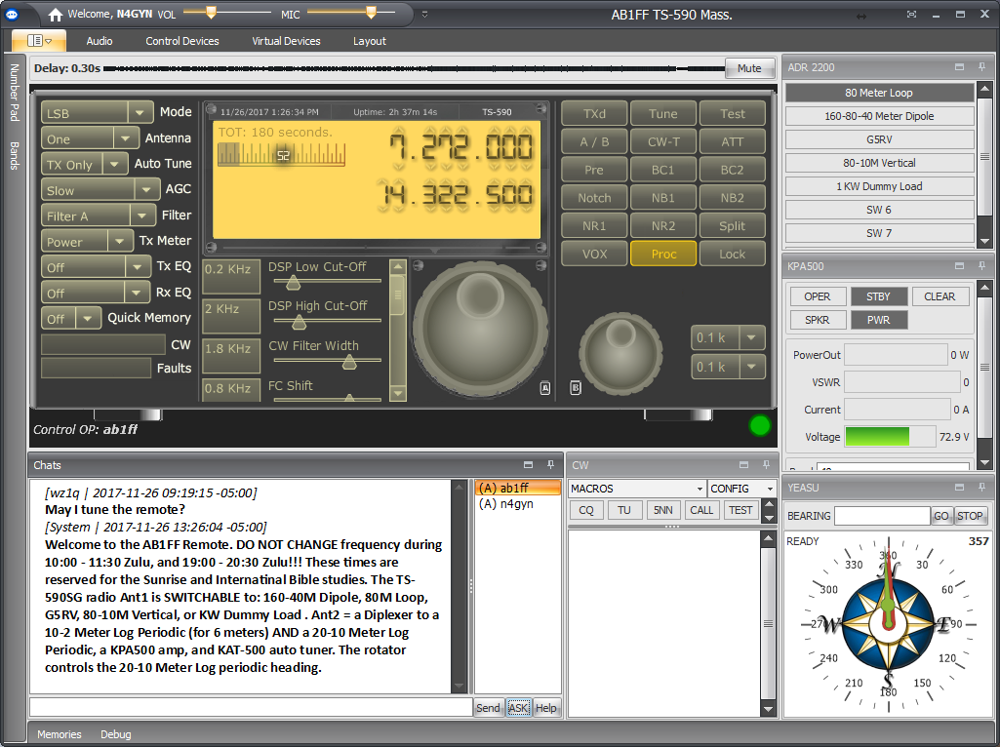 Welcome, N4GYN VOL MIC AB1FF TS-590 Mass.
Audio Control Devices Virtual Devices Layout
Number Pad
Bands
Delay: 0.30s Mute
LSB Mode
One Antenna
TX Only Auto Tune
Slow AGC
Filter A Filter
Power Tx Meter
Off Tx EQ
Off Rx EQ
Off Quick Memory
CW
Faults
11/26/2017 1:26:34 PM Uptime: 2h 37m 14s TS-590
TOT: 180 seconds.
S2
7.272.000
14.322.500
0.2 KHz DSP Low Cut-Off
2 KHz DSP High Cut-Off
1.8 KHz CW Filter Width
0.8 KHz FC Shift
A
TXd Tune Test
A / B CW-T ATT
Pre BC1 BC2
Notch NB1 NB2
NR1 NR2 Split
VOX Proc Lock
0.1 k
0.1 k
B
Control OP: ab1ff
ADR 2200
80 Meter Loop
160-80-40 Meter Dipole
G5RV
80-10M Vertical
1 KW Dummy Load
SW 6
SW 7
KPA500
OPER STBY CLEAR
SPKR PWR
PowerOut 0 W
VSWR 0
Current 0 A
Voltage 72.9 V
Chats
[wz1q | 2017-11-26 09:19:15 -05:00]
May I tune the remote?
[System | 2017-11-26 13:26:04 -05:00]
Welcome to the AB1FF Remote. DO NOT CHANGE frequency during
10:00 - 11:30 Zulu, and 19:00 - 20:30 Zulu!!! These times are
reserved for the Sunrise and Internatinal Bible studies. The TS-
590SG radio Ant1 is SWITCHABLE to: 160-40M Dipole, 80M Loop,
G5RV, 80-10M Vertical, or KW Dummy Load . Ant2 = a Diplexer to a
10-2 Meter Log Periodic (for 6 meters) AND a 20-10 Meter Log
Periodic, a KPA500 amp, and KAT-500 auto tuner. The rotator
controls the 20-10 Meter Log periodic heading.
(A) ab1ff
(A) n4gyn
Send ASK Help
CW
MACROS CONFIG
CQ TU 5NN CALL TEST
YEASU
BEARING GO STOP
READY 357
360
330 30
300 60
270 90
240 120
210 150
180
N
W E
S
Memories Debug